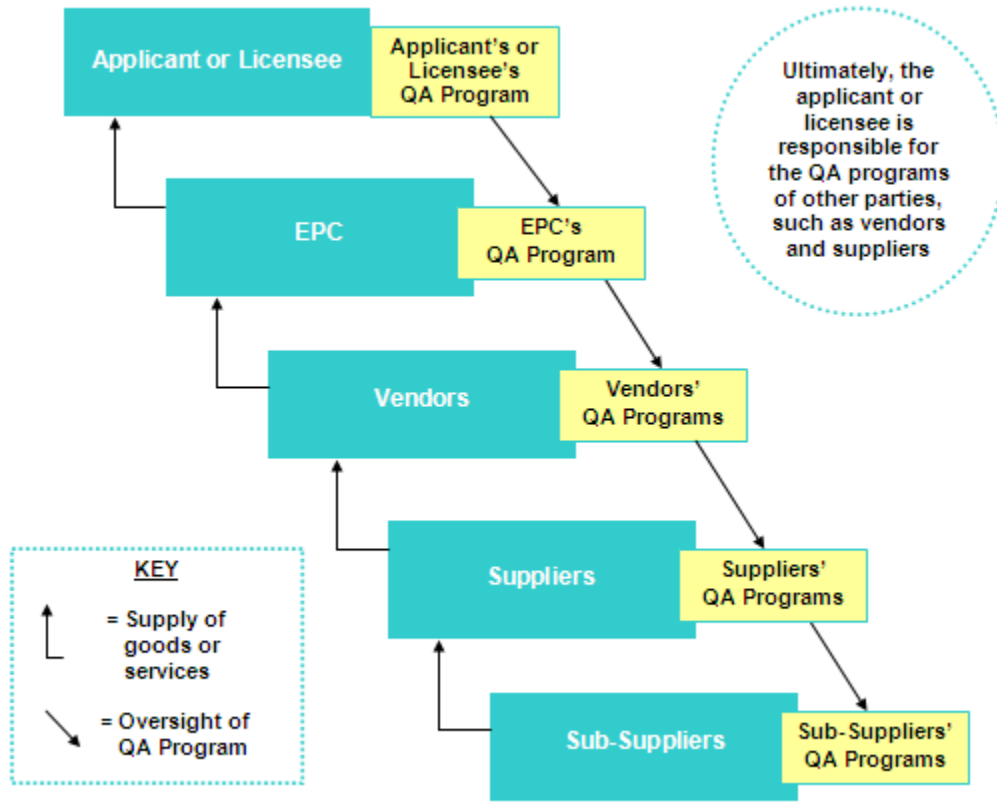 Applicant or Licensee
Applicant's or
Licensee's
QA Program
Ultimately, the
applicant or
licensee is
responsible for
the QA programs
of other parties,
such as vendors
and suppliers
EPC
EPC's
QA Program
Vendors
Vendors'
QA Programs
Suppliers
Suppliers'
QA Programs
Sub-Suppliers
Sub-Suppliers'
QA Programs
KEY
= Supply of
goods or
services
= Oversight of
QA Program